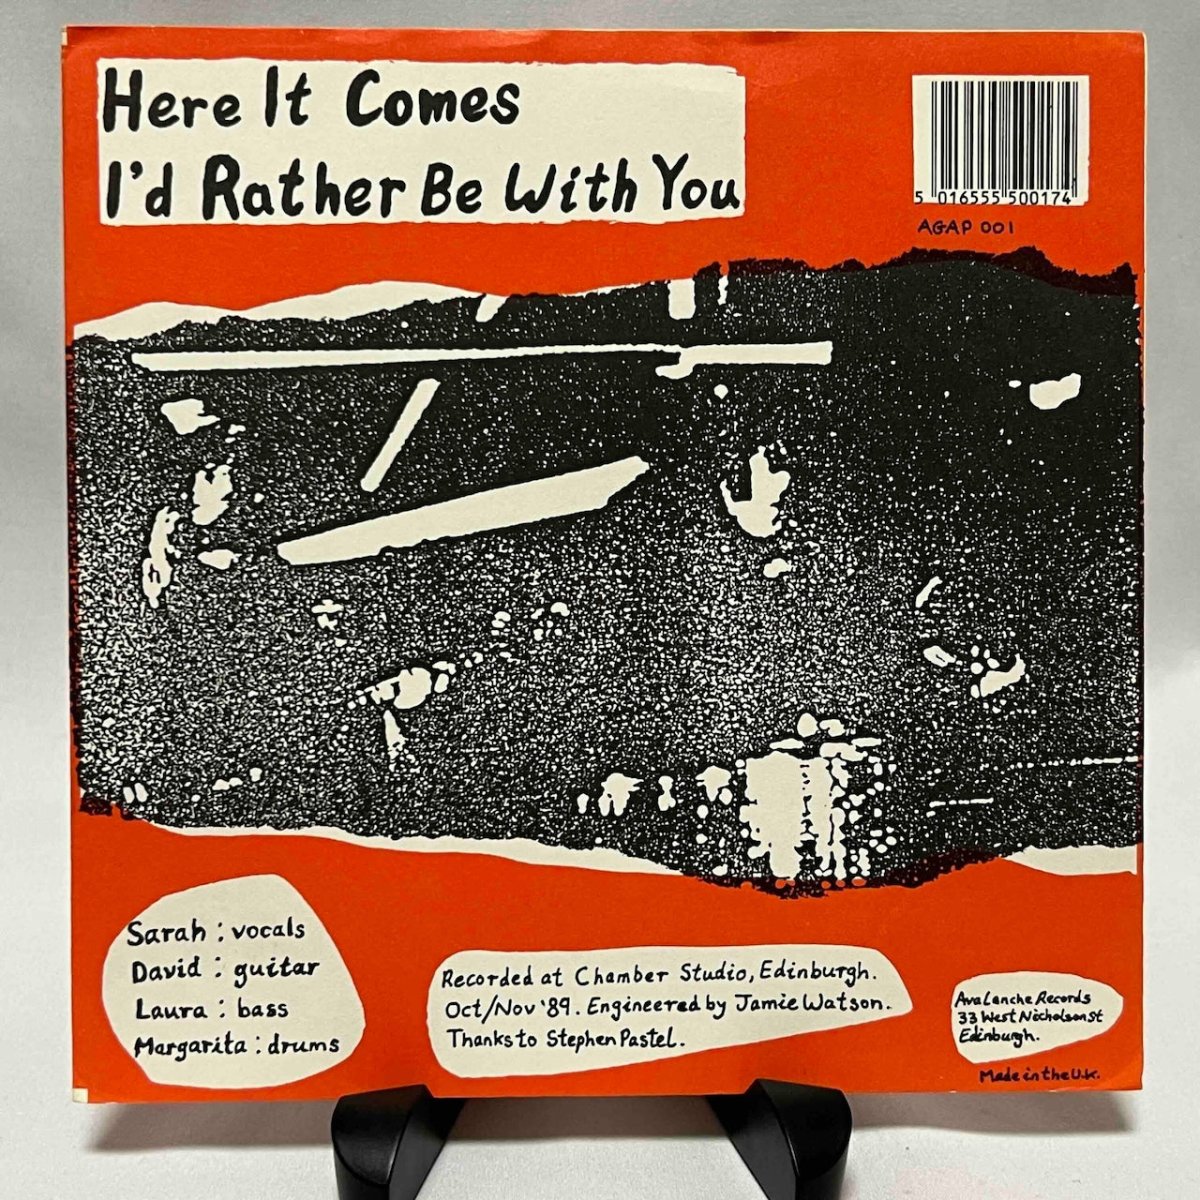 Here It Comes
I'd Rather Be With You
5 016555 500174
AGAP 001
Sarah : vocals
David : guitar
Laura : bass
Margarita : drums
Recorded at Chamber Studio, Edinburgh.
Oct/Nov '89. Engineered by Jamie Watson.
Thanks to Stephen Pastel.
Avalanche Records
33 West Nicholson St
Edinburgh.
Made in the U.K.